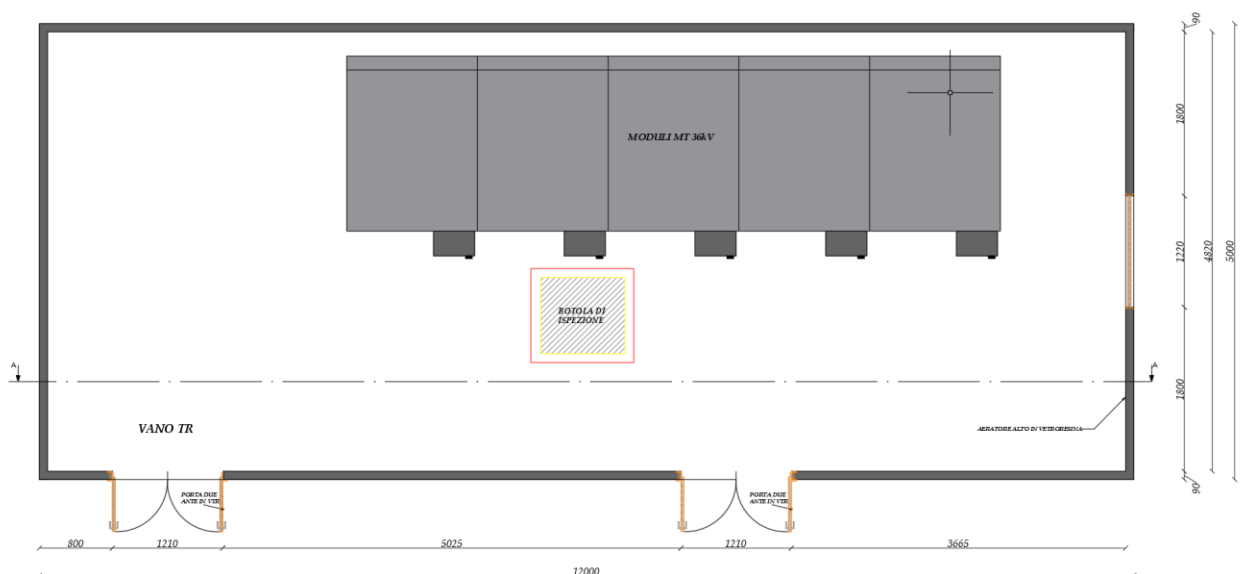 90
1800
MODULI MT 36kV
1220
4820
5000
BOTOLA DI
ISPEZIONE
A
A
1800
VANO TR
AERATORE ALTO IN VETRORESINA
PORTA DUE
ANTE IN VTR
PORTA DUE
ANTE IN VTR
90
800
1210
5025
1210
3665
12000